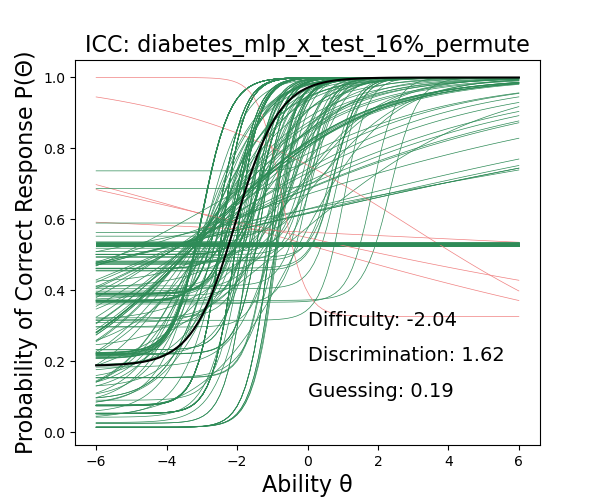 ICC: diabetes_mlp_x_test_16%_permute
Probability of Correct Response P(Θ)
1.0
0.8
0.6
0.4
0.2
0.0
Difficulty: -2.04
Discrimination: 1.62
Guessing: 0.19
−6 −4 −2 0 2 4 6
Ability θ